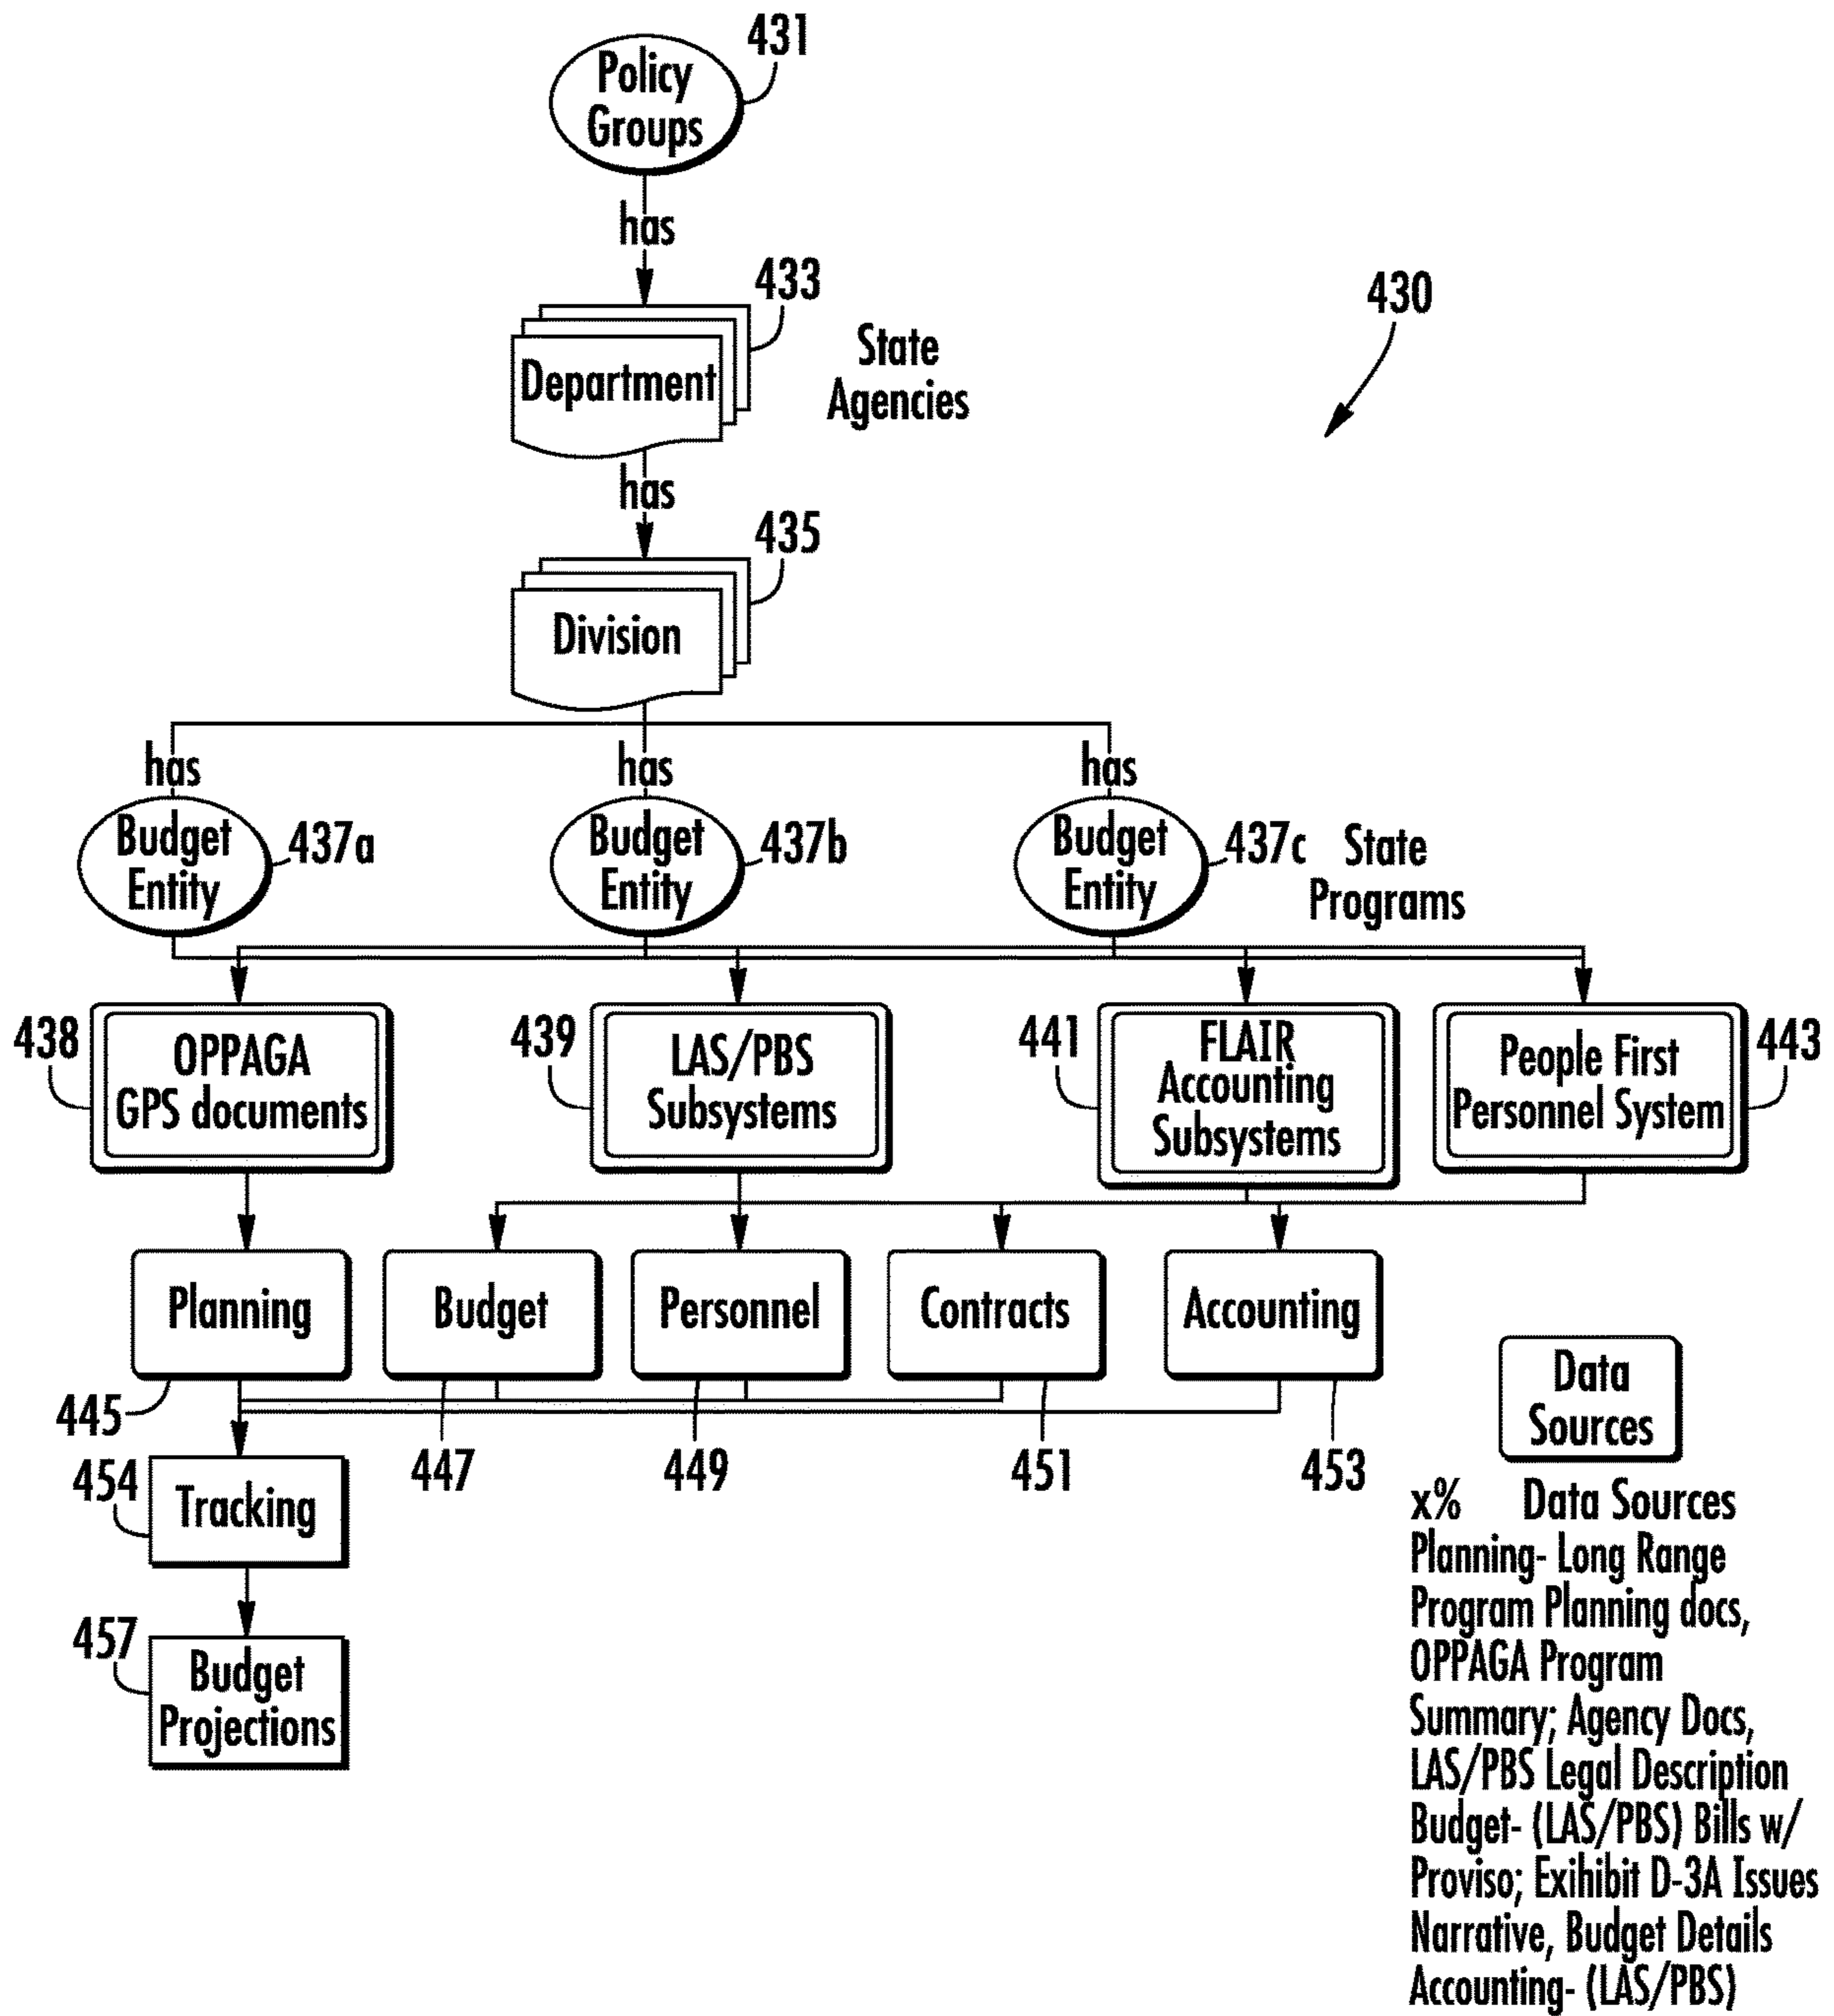 431
Policy
Groups
has
433
430
State
Agencies
Department
has
435
Division
has
has
has
Budget
Entity
437a
Budget
Entity
437b
Budget
Entity
437c
State
Programs
438
OPPAGA
GPS documents
439
LAS/PBS
Subsystems
441
FLAIR
Accounting
Subsystems
People First
Personnel System
443
Planning
Budget
Personnel
Contracts
Accounting
445
447
449
451
453
Data
Sources
454
Tracking
457
Budget
Projections
x% Data Sources
Planning- Long Range
Program Planning docs,
OPPAGA Program
Summary; Agency Docs,
LAS/PBS Legal Description
Budget- (LAS/PBS) Bills w/
Proviso; Exihibit D-3A Issues
Narrative, Budget Details
Accounting- (LAS/PBS)